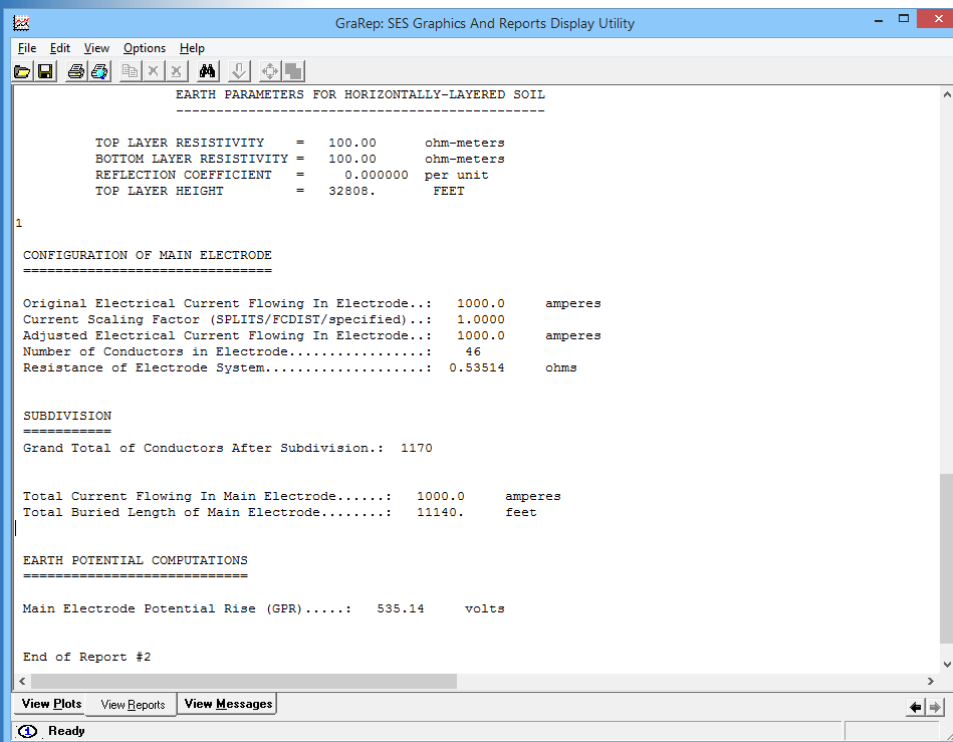 GraRep: SES Graphics And Reports Display Utility
File Edit View Options Help
EARTH PARAMETERS FOR HORIZONTALLY-LAYERED SOIL
----------------------------------------------
TOP LAYER RESISTIVITY = 100.00 ohm-meters
BOTTOM LAYER RESISTIVITY = 100.00 ohm-meters
REFLECTION COEFFICIENT = 0.000000 per unit
TOP LAYER HEIGHT = 32808. FEET
1
CONFIGURATION OF MAIN ELECTRODE
===============================
Original Electrical Current Flowing In Electrode..: 1000.0 amperes
Current Scaling Factor (SPLITS/FCDIST/specified)..: 1.0000
Adjusted Electrical Current Flowing In Electrode..: 1000.0 amperes
Number of Conductors in Electrode.................: 46
Resistance of Electrode System....................: 0.53514 ohms
SUBDIVISION
===========
Grand Total of Conductors After Subdivision.: 1170
Total Current Flowing In Main Electrode......: 1000.0 amperes
Total Buried Length of Main Electrode........: 11140. feet
EARTH POTENTIAL COMPUTATIONS
============================
Main Electrode Potential Rise (GPR).....: 535.14 volts
End of Report #2
View Plots View Reports View Messages
Ready